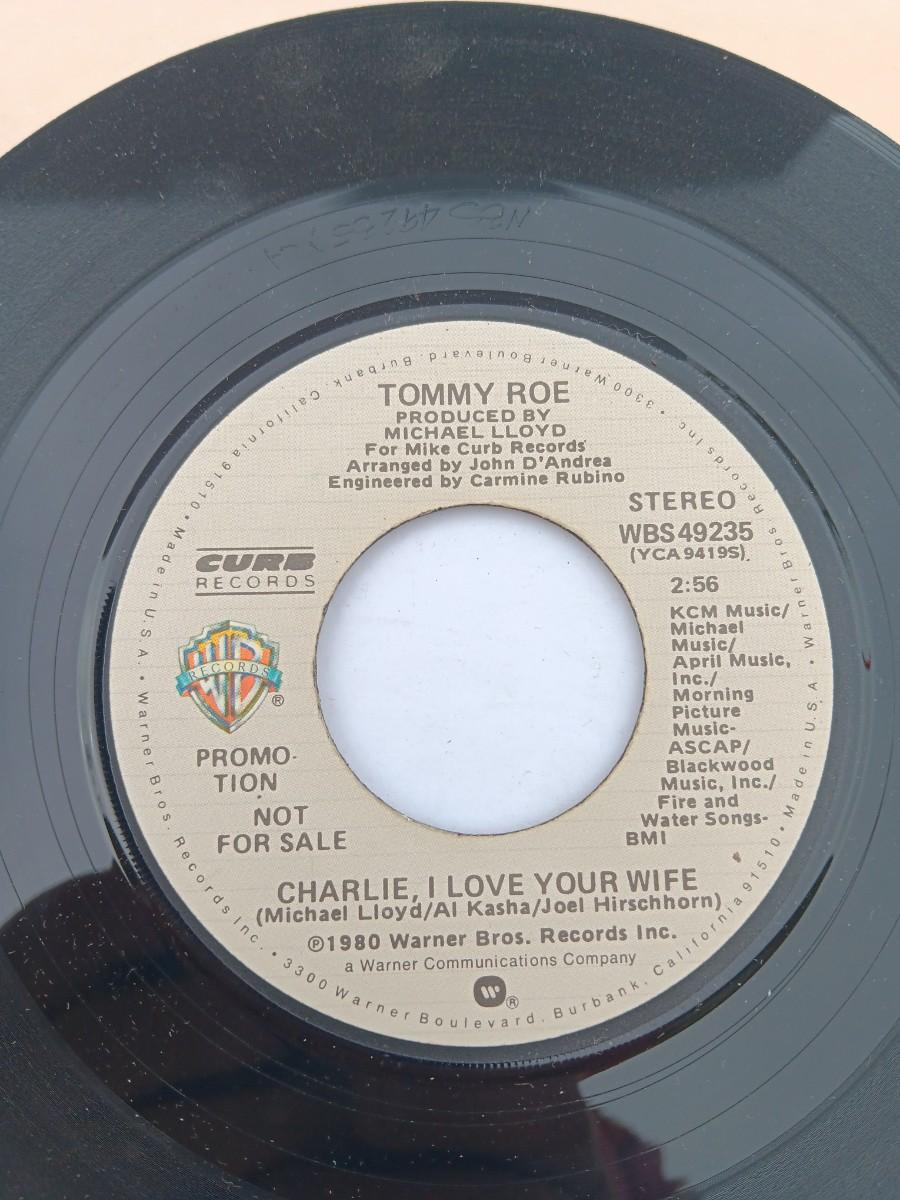 WBS 49235
TOMMY ROE
PRODUCED BY
MICHAEL LLOYD
For Mike Curb Records
Arranged by John D'Andrea
Engineered by Carmine Rubino
STEREO
WBS 49235
(YCA 9419S)
2:56
CURB
RECORDS
RECORDS
®
PROMO-
TION
NOT
FOR SALE
KCM Music/
Michael
Music/
April Music,
Inc./
Morning
Picture
Music-
ASCAP/
Blackwood
Music, Inc./
Fire and
Water Songs-
BMI
CHARLIE, I LOVE YOUR WIFE
(Michael Lloyd/Al Kasha/Joel Hirschhorn)
℗1980 Warner Bros. Records Inc.
a Warner Communications Company
®
Warner Bros. Records Inc. • 3300 Warner Boulevard, Burbank, California 91510 • Made in U.S.A. • Warner Bros. Records Inc. • 3300 Warner Boulevard, Burbank, California 91510 • Made in U.S.A. •